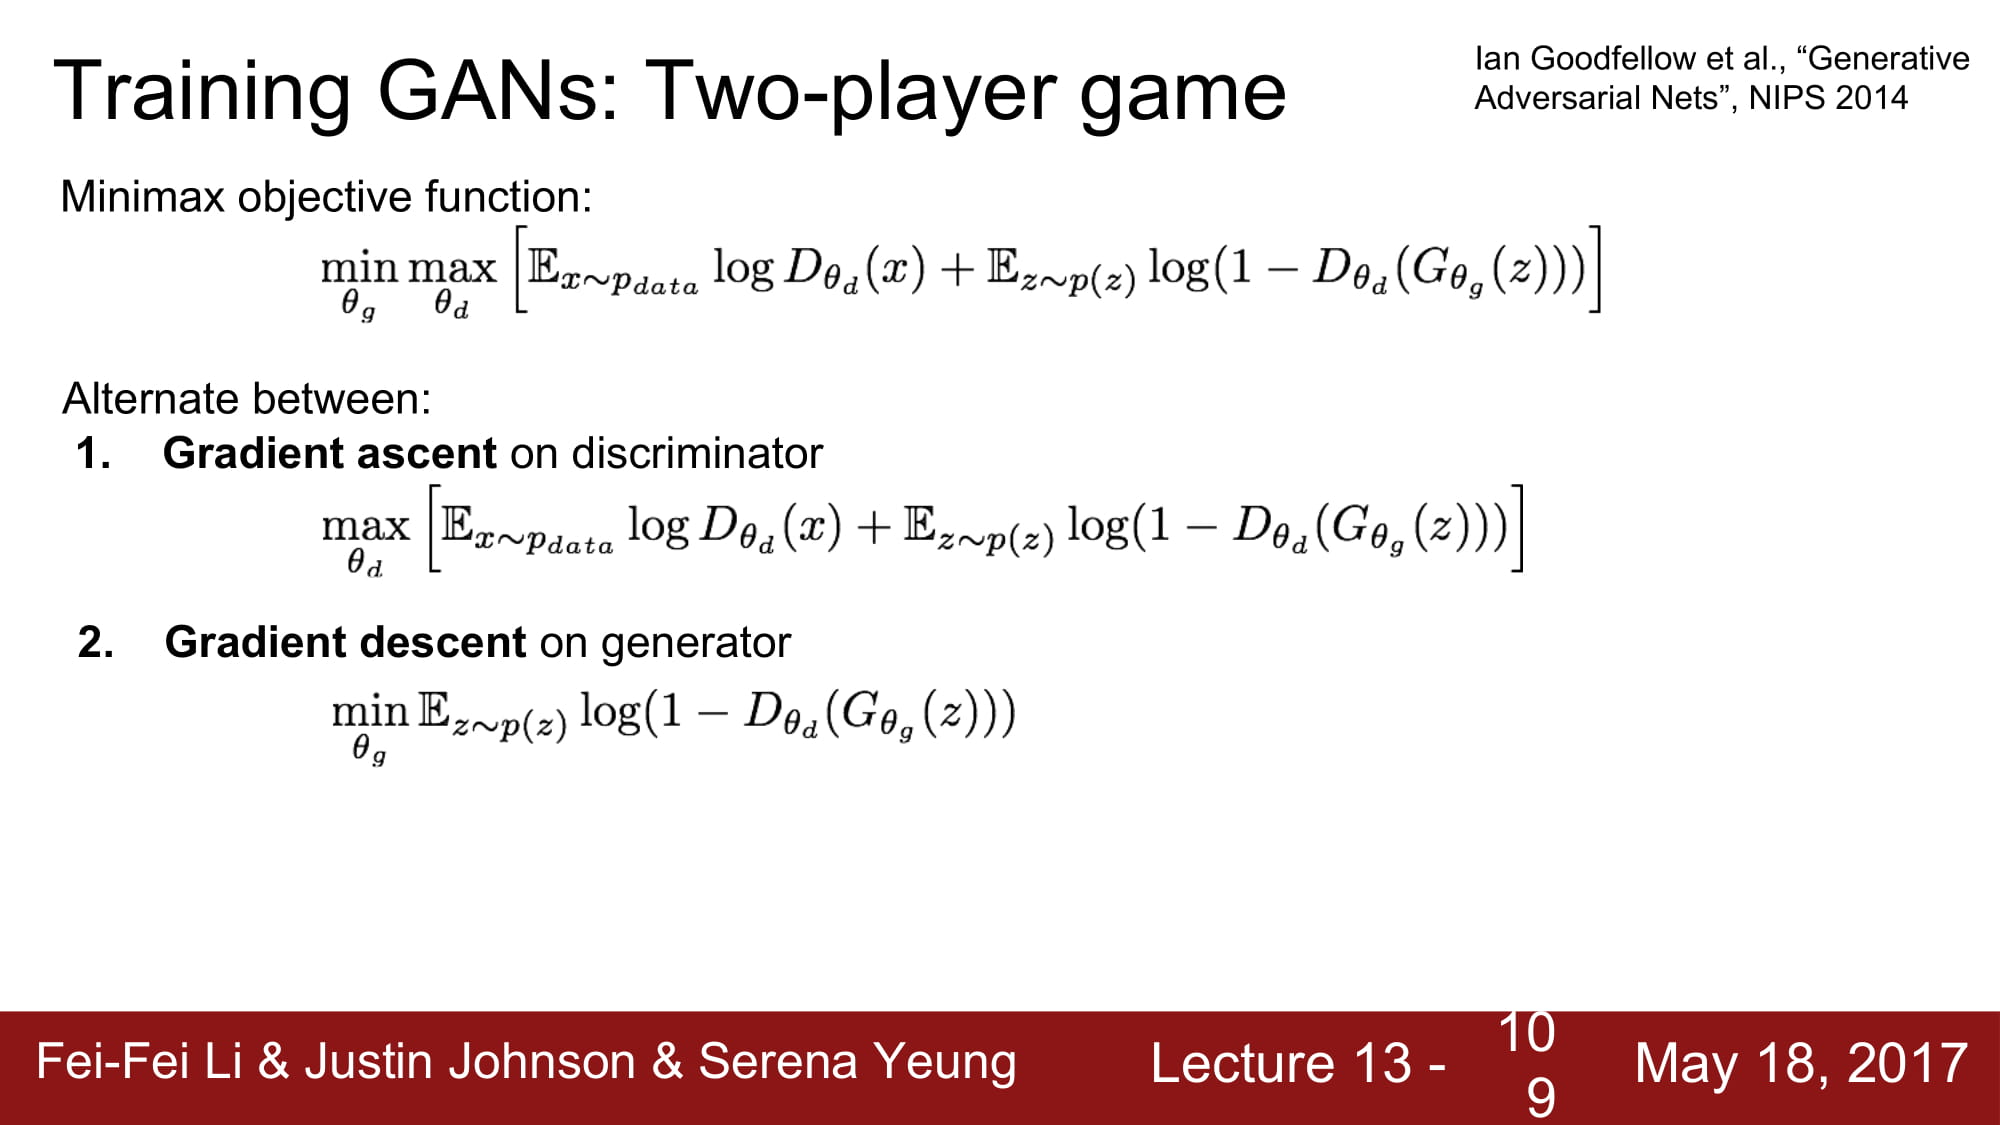 Training GANs: Two-player game
Ian Goodfellow et al., “Generative
Adversarial Nets”, NIPS 2014
Minimax objective function:
$\min_{\theta_g} \max_{\theta_d} \left[ \mathbb{E}_{x \sim p_{data}} \log D_{\theta_d}(x) + \mathbb{E}_{z \sim p(z)} \log(1 - D_{\theta_d}(G_{\theta_g}(z))) \right]$
Alternate between:
1. Gradient ascent on discriminator
$\max_{\theta_d} \left[ \mathbb{E}_{x \sim p_{data}} \log D_{\theta_d}(x) + \mathbb{E}_{z \sim p(z)} \log(1 - D_{\theta_d}(G_{\theta_g}(z))) \right]$
2. Gradient descent on generator
$\min_{\theta_g} \mathbb{E}_{z \sim p(z)} \log(1 - D_{\theta_d}(G_{\theta_g}(z)))$
Fei-Fei Li & Justin Johnson & Serena Yeung
Lecture 13 -
10
9
May 18, 2017